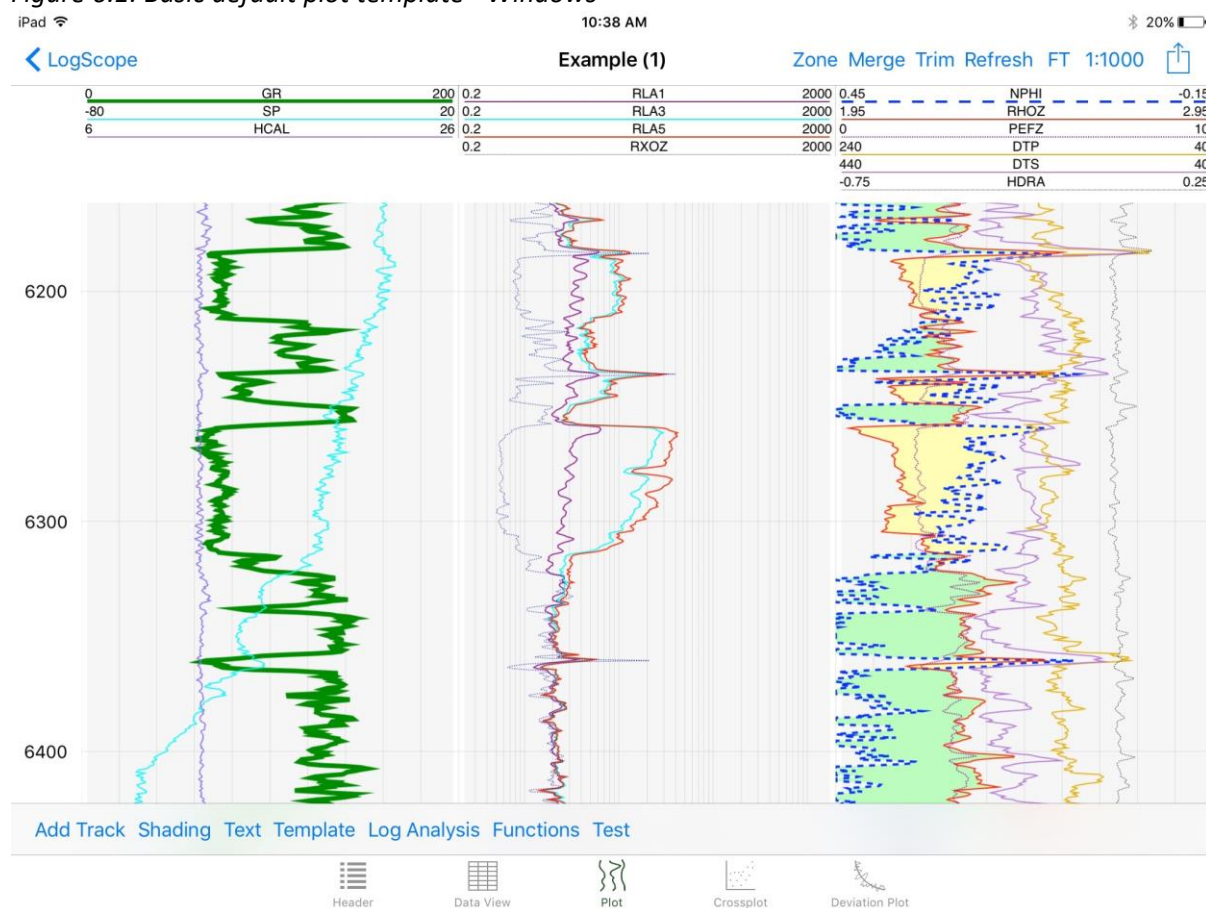 Figure 6.2: Basic default plot template - Windows
iPad 10:38 AM 20%
LogScope Example (1) Zone Merge Trim Refresh FT 1:1000
0 GR 200 0.2 RLA1 2000 0.45 NPHI -0.15
-80 SP 20 0.2 RLA3 2000 1.95 RHOZ 2.95
6 HCAL 26 0.2 RLA5 2000 0 PEFZ 10
0.2 RXOZ 2000 240 DTP 40
440 DTS 40
-0.75 HDRA 0.25
6200
6300
6400
Add Track Shading Text Template Log Analysis Functions Test
Header Data View Plot Crossplot Deviation Plot